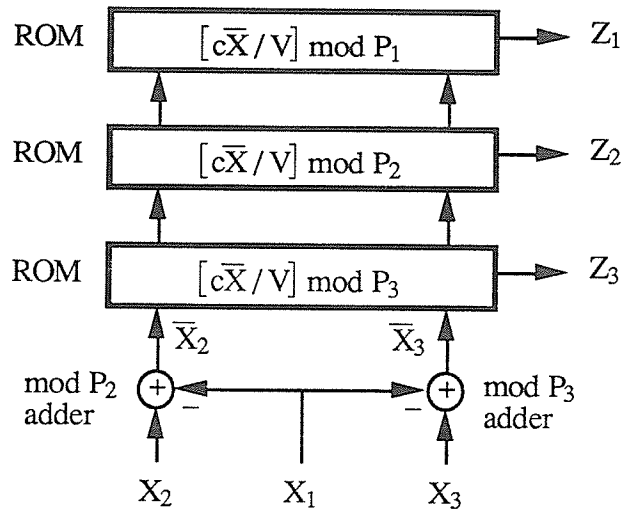 ROM [cX̅/V] mod P₁ Z₁
ROM [cX̅/V] mod P₂ Z₂
ROM [cX̅/V] mod P₃ Z₃
X̅₂ X̅₃
mod P₂ + − − + mod P₃
adder adder
X₂ X₁ X₃